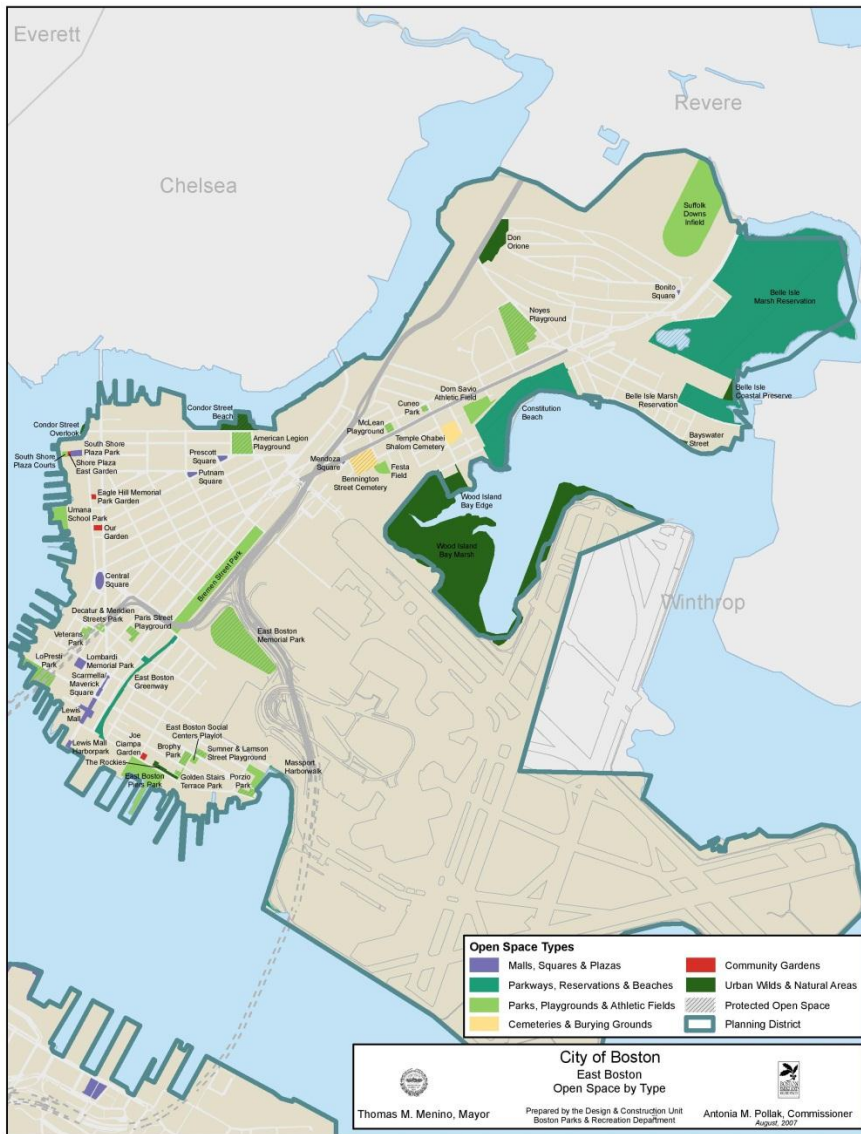 Everett
Revere
Chelsea
Suffolk
Downs
Infield
Don
Orione
Bonito
Square
Belle Isle
Marsh Reservation
Noyes
Playground
Dom Savio
Athletic Field
Constitution
Beach
Belle Isle Marsh
Reservation
Belle Isle
Coastal Preserve
Cuneo
Park
Condor Street
Beach
McLean
Playground
Temple Ohabei
Shalom Cemetery
Bayswater
Street
Condor Street
Overlook
American Legion
Playground
South Shore
Plaza Park
Prescott
Square
Mendoza
Square
South Shore
Plaza Courts
Shore Plaza
East Garden
Putnam
Square
Bennington
Street Cemetery
Festa
Field
Eagle Hill Memorial
Park Garden
Wood Island
Bay Edge
Umana
School Park
Our
Garden
Wood Island
Bay Marsh
Bremen Street Park
Central
Square
Winthrop
Decatur & Meridien
Streets Park
Paris Street
Playground
Veterans
Park
East Boston
Memorial Park
LoPresti
Park
Lombardi
Memorial Park
Scarmella/
Maverick
Square
East Boston
Greenway
Lewis
Mall
Lewis Mall
Harborpark
Joe
Ciampa
Garden
East Boston Social
Centers Playlot
Brophy
Park
Sumner & Lamson
Street Playground
The Rockies
Massport
Harborwalk
East Boston
Piers Park
Golden Stairs
Terrace Park
Porzio
Park
Open Space Types
Malls, Squares & Plazas
Parkways, Reservations & Beaches
Parks, Playgrounds & Athletic Fields
Cemeteries & Burying Grounds
Community Gardens
Urban Wilds & Natural Areas
Protected Open Space
Planning District
City of Boston
East Boston
Open Space by Type
Thomas M. Menino, Mayor
Prepared by the Design & Construction Unit
Boston Parks & Recreation Department
Antonia M. Pollak, Commissioner
August, 2007